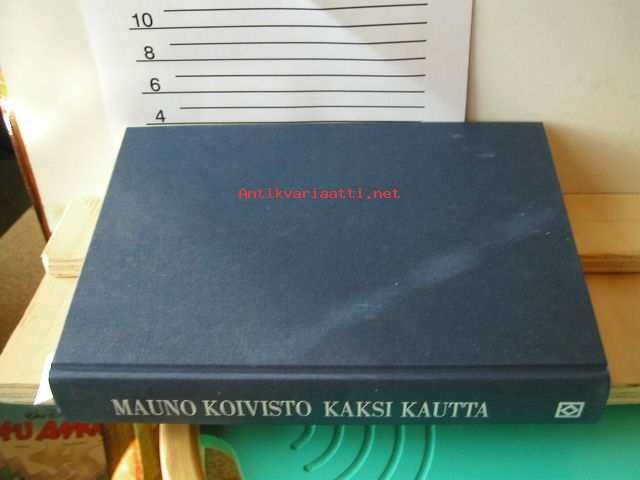 10
8
6
4
Antikvariaatti.net
MAUNO KOIVISTO KAKSI KAUTTA